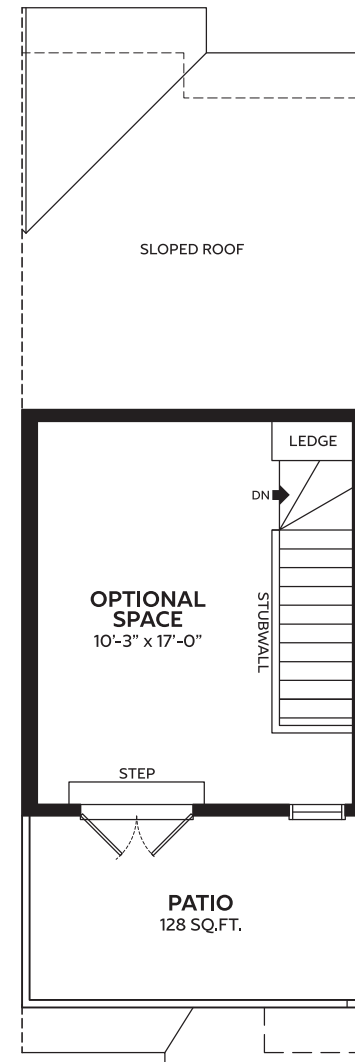 SLOPED ROOF
LEDGE
DN
OPTIONAL
SPACE
10'-3" x 17'-0"
STUBWALL
STEP
PATIO
128 SQ.FT.